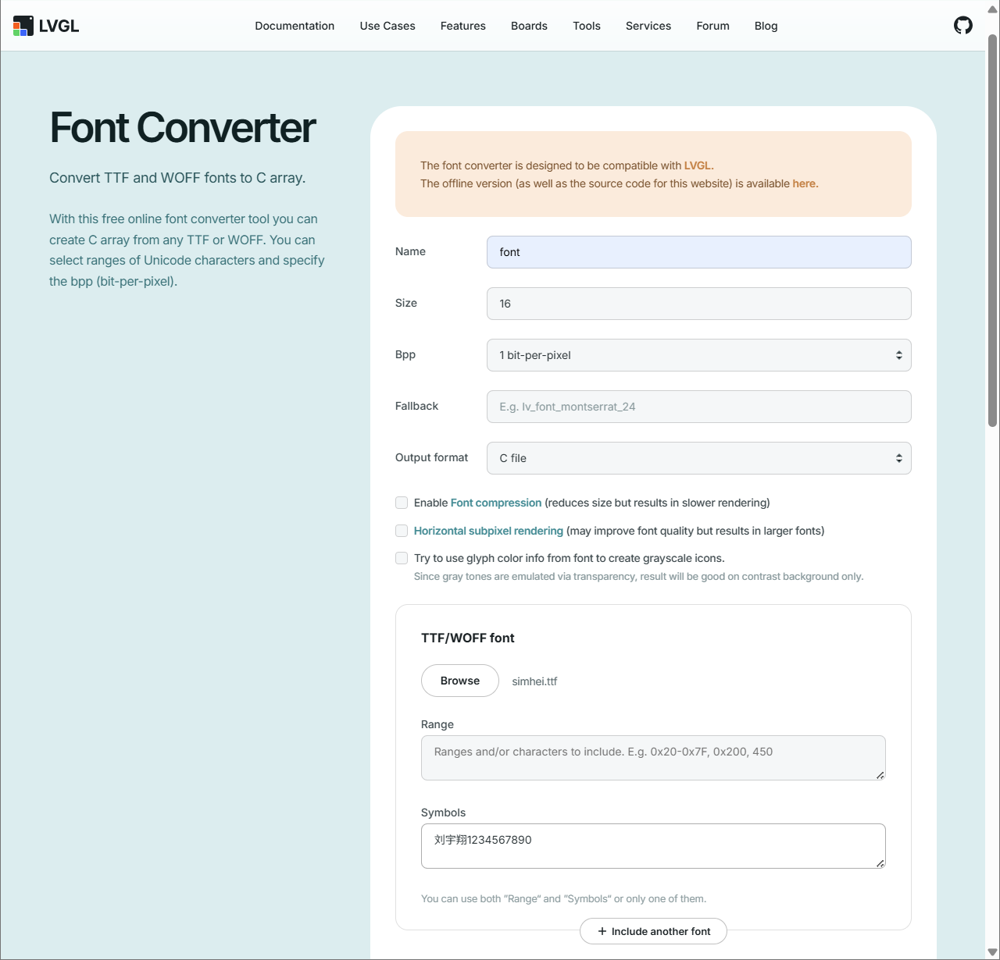 LVGL
Documentation
Use Cases
Features
Boards
Tools
Services
Forum
Blog
Font Converter
Convert TTF and WOFF fonts to C array.
With this free online font converter tool you can
create C array from any TTF or WOFF. You can
select ranges of Unicode characters and specify
the bpp (bit-per-pixel).
The font converter is designed to be compatible with LVGL.
The offline version (as well as the source code for this website) is available here.
Name
font
Size
16
Bpp
1 bit-per-pixel
Fallback
E.g. lv_font_montserrat_24
Output format
C file
Enable Font compression (reduces size but results in slower rendering)
Horizontal subpixel rendering (may improve font quality but results in larger fonts)
Try to use glyph color info from font to create grayscale icons.
Since gray tones are emulated via transparency, result will be good on contrast background only.
TTF/WOFF font
Browse
simhei.ttf
Range
Ranges and/or characters to include. E.g. 0x20-0x7F, 0x200, 450
Symbols
刘宇翔1234567890
You can use both “Range“ and “Symbols“ or only one of them.
+ Include another font